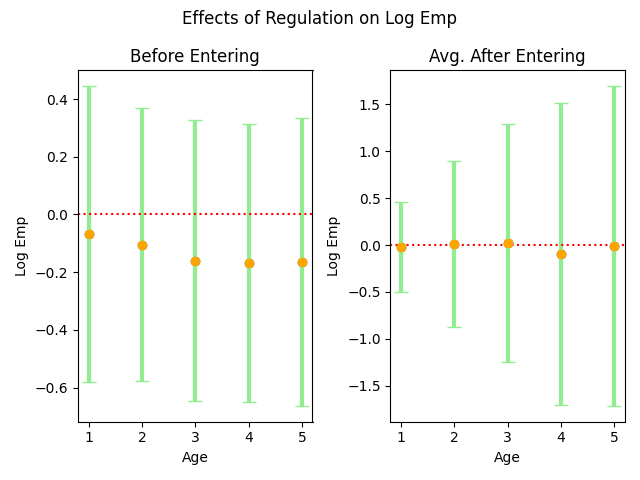 Effects of Regulation on Log Emp
Before Entering
Avg. After Entering
0.4
0.2
0.0
−0.2
−0.4
−0.6
Log Emp
1 2 3 4 5
Age
1.5
1.0
0.5
0.0
−0.5
−1.0
−1.5
Log Emp
1 2 3 4 5
Age